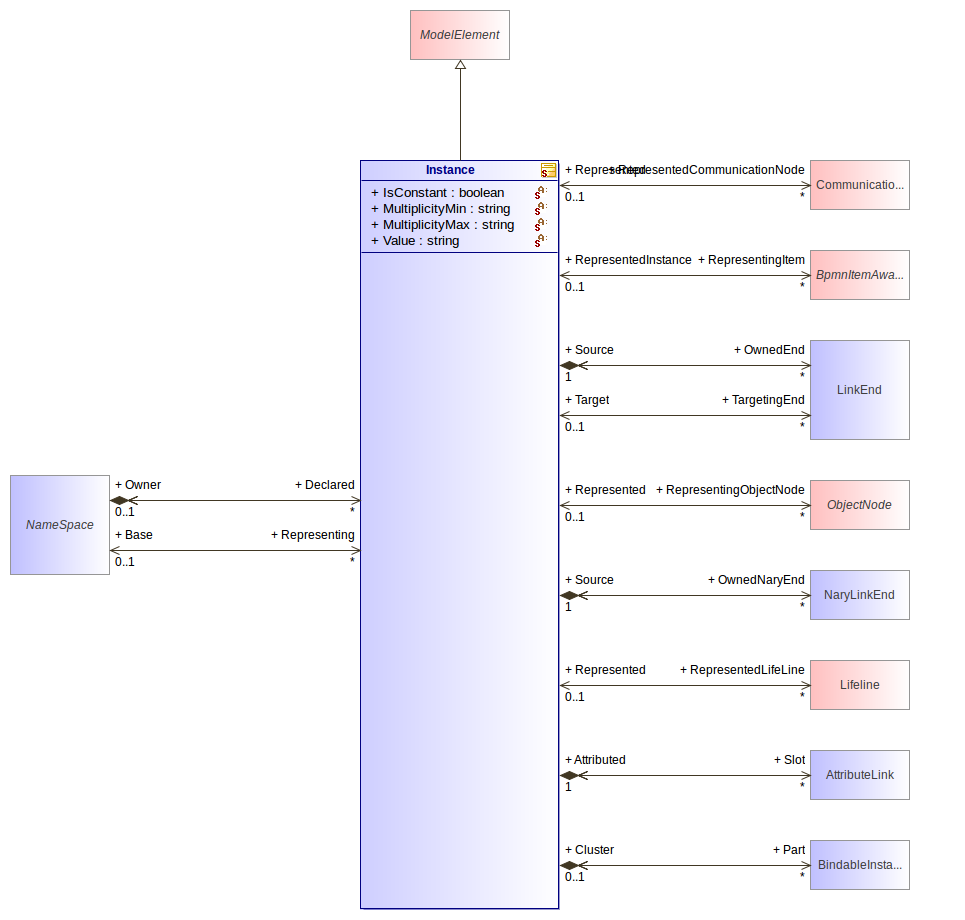 ModelElement
Instance
+ IsConstant : boolean
+ MultiplicityMin : string
+ MultiplicityMax : string
+ Value : string
+ Represented
+ RepresentedCommunicationNode
0..1
*
Communicatio...
+ RepresentedInstance
+ RepresentingItem
0..1
*
BpmnItemAwa...
+ Source
+ OwnedEnd
1
*
+ Target
+ TargetingEnd
0..1
*
LinkEnd
+ Owner
+ Declared
0..1
*
+ Base
+ Representing
0..1
*
NameSpace
+ Represented
+ RepresentingObjectNode
0..1
*
ObjectNode
+ Source
+ OwnedNaryEnd
1
*
NaryLinkEnd
+ Represented
+ RepresentedLifeLine
0..1
*
Lifeline
+ Attributed
+ Slot
1
*
AttributeLink
+ Cluster
+ Part
0..1
*
BindableInsta...